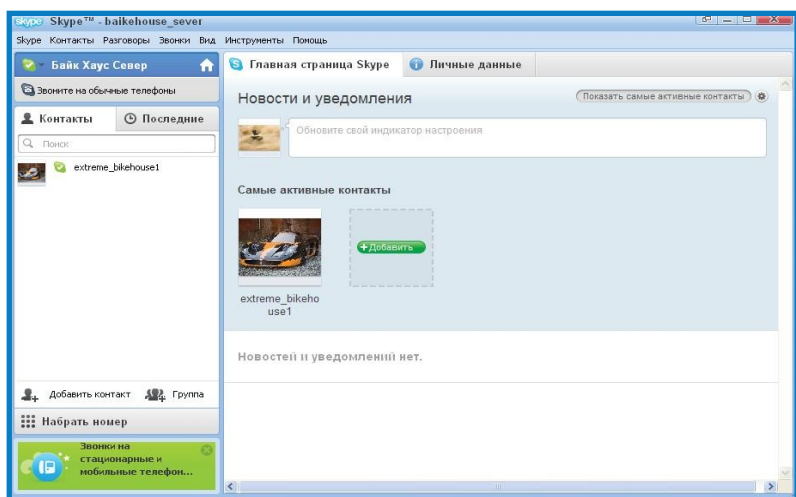 Skype™ - baikehouse_sever
Skype Контакты Разговоры Звонки Вид Инструменты Помощь
Байк Хаус Север
Звоните на обычные телефоны
Контакты Последние
Поиск
extreme_bikehouse1
Добавить контакт Группа
Набрать номер
Звонки на
стационарные и
мобильные телефон...
Главная страница Skype Личные данные
Новости и уведомления
Показать самые активные контакты
Обновите свой индикатор настроения
Самые активные контакты
+Добавить
extreme_bikeho
use1
Новостей и уведомлений нет.